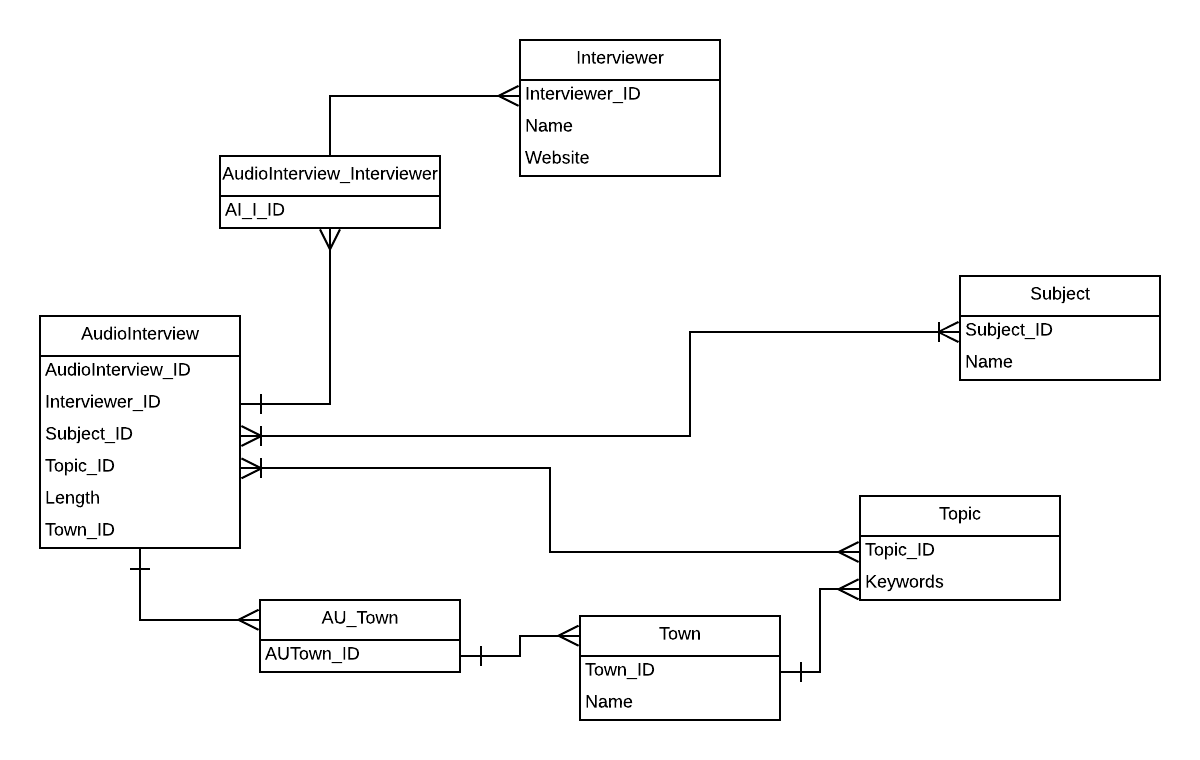 Interviewer
Interviewer_ID
Name
Website
AudioInterview_Interviewer
AI_I_ID
Subject
Subject_ID
Name
AudioInterview
AudioInterview_ID
Interviewer_ID
Subject_ID
Topic_ID
Length
Town_ID
Topic
Topic_ID
Keywords
AU_Town
AUTown_ID
Town
Town_ID
Name